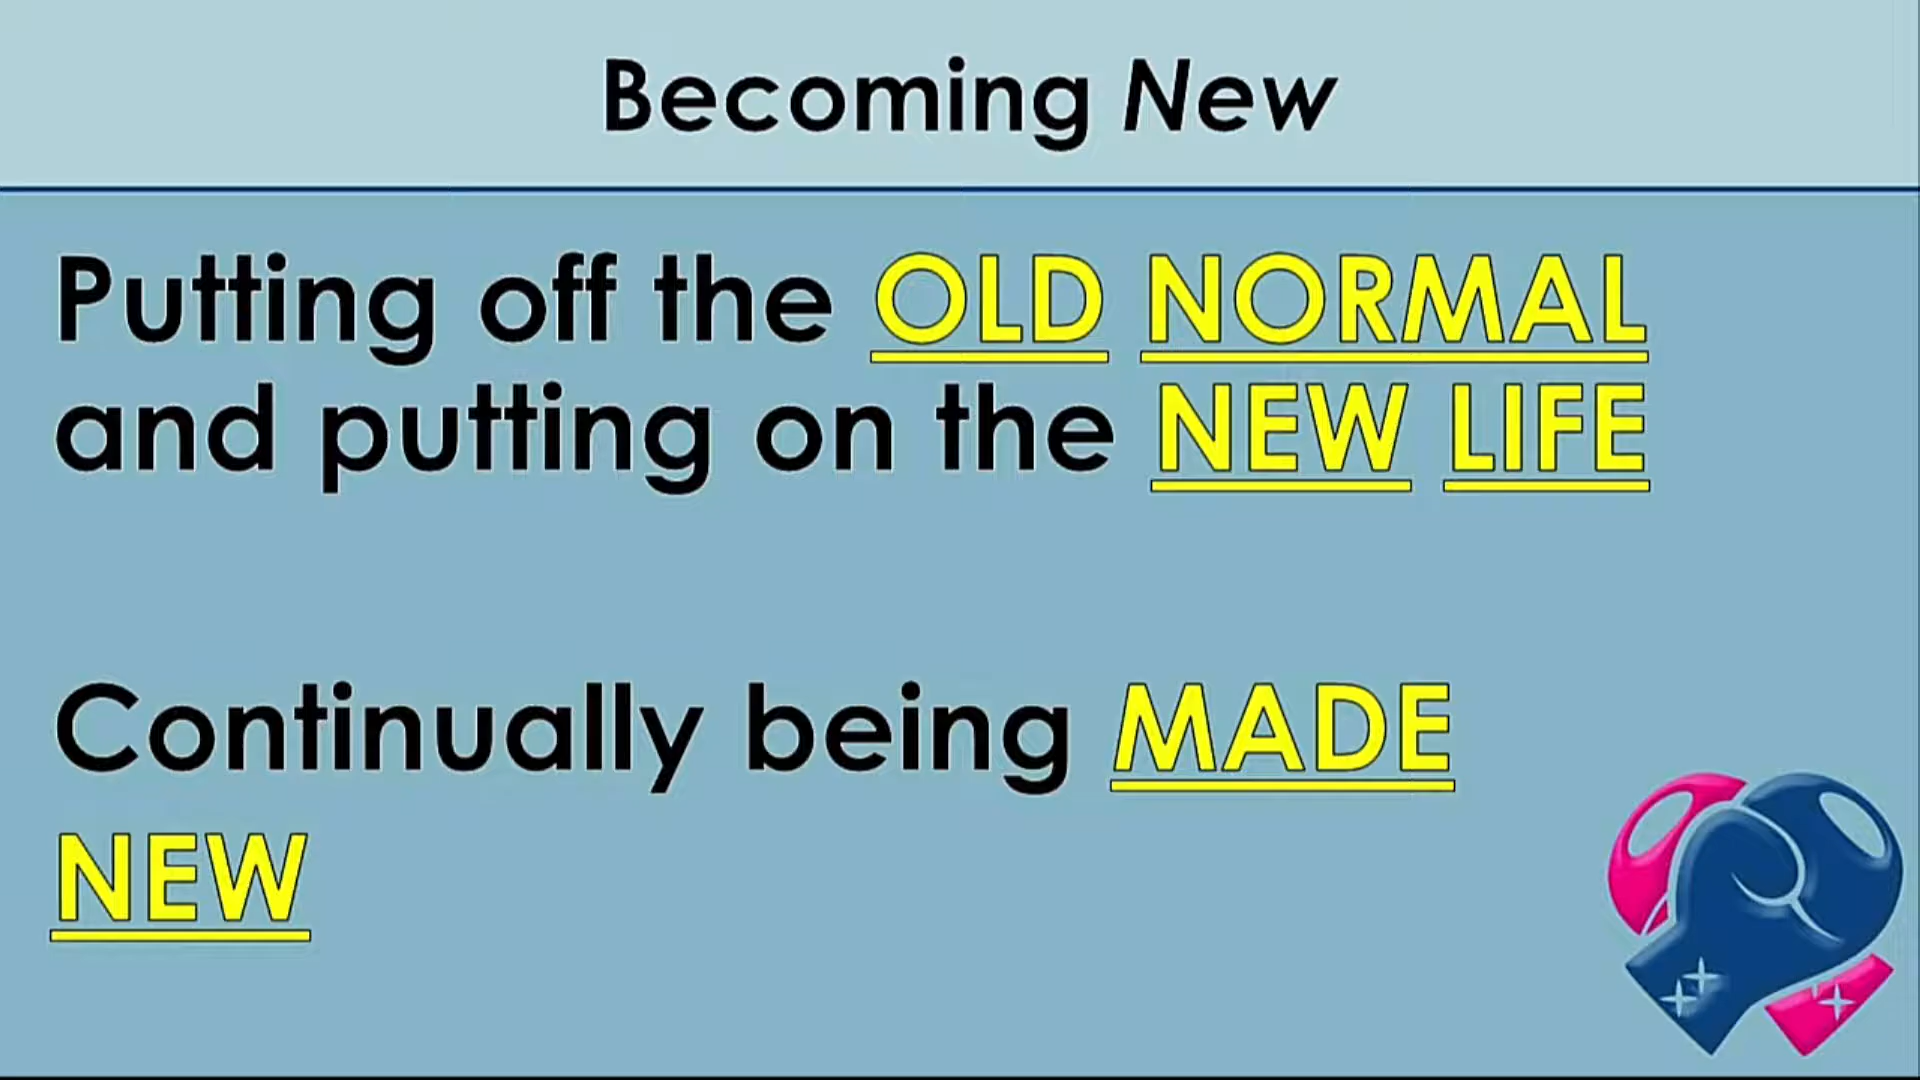 Becoming New
Putting off the OLD NORMAL
and putting on the NEW LIFE
Continually being MADE
NEW